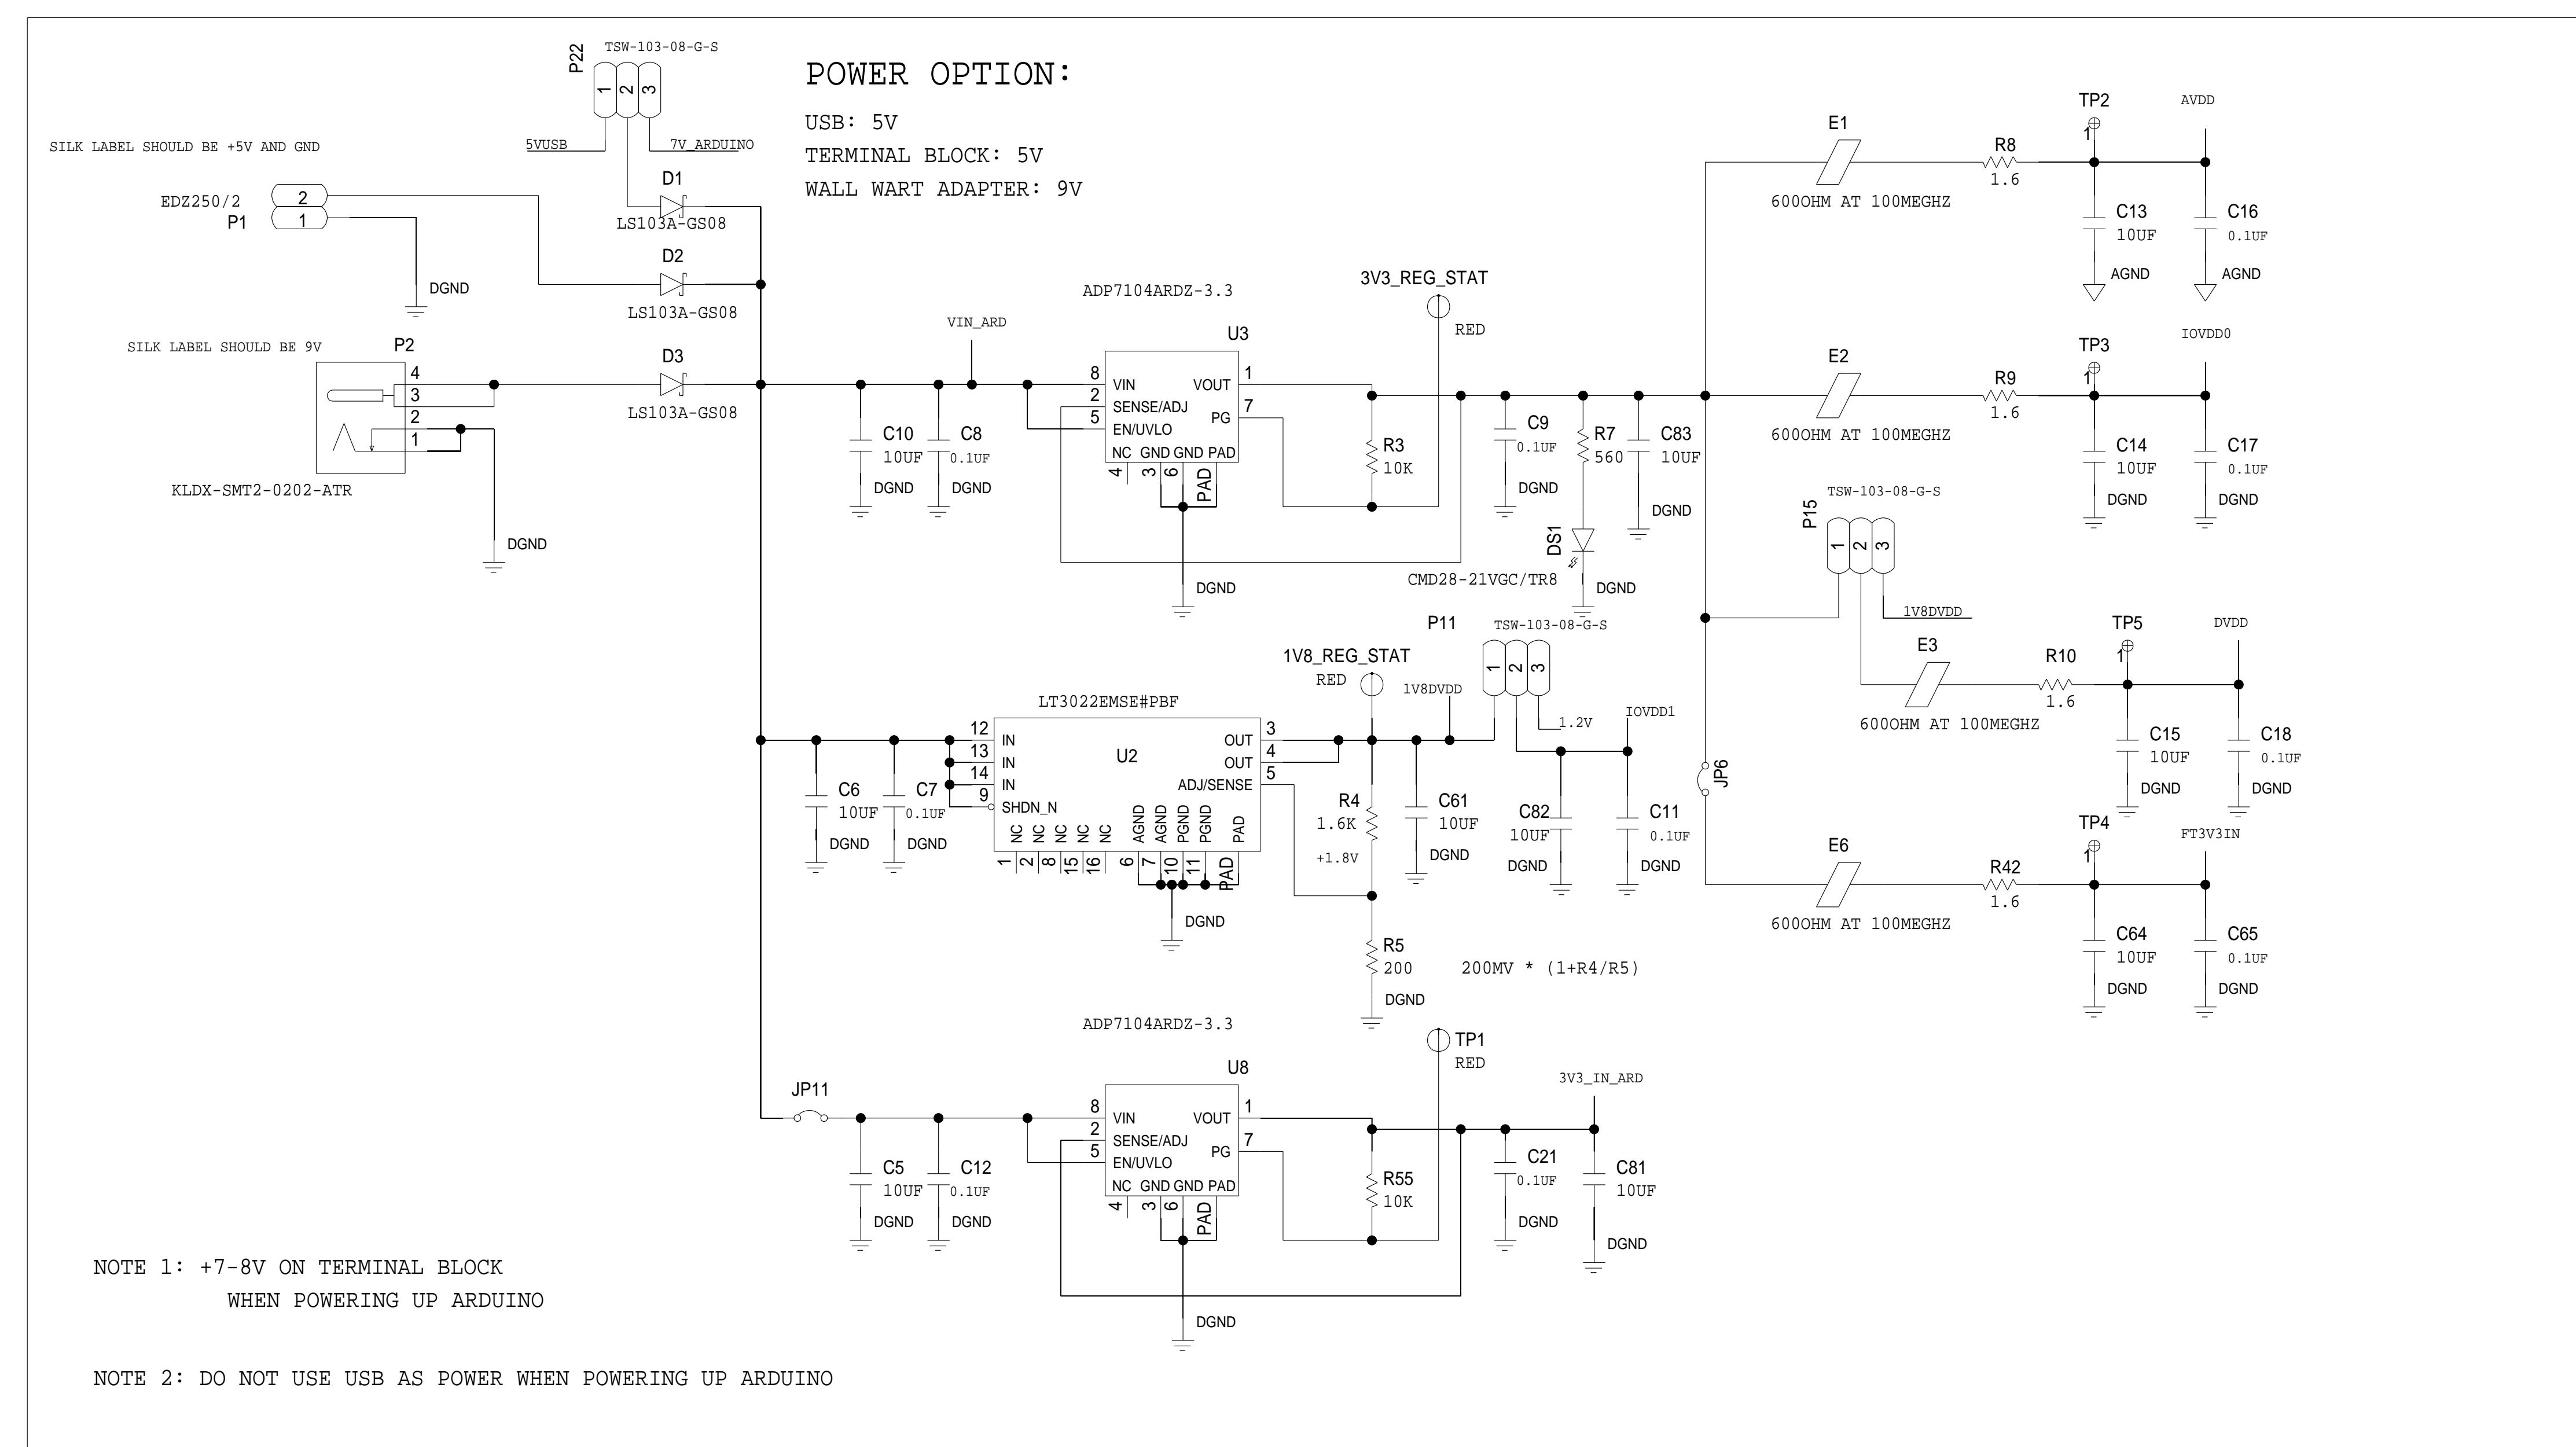 P22
TSW-103-08-G-S
1 2 3
5VUSB
7V_ARDUINO
POWER OPTION:
USB: 5V
TERMINAL BLOCK: 5V
WALL WART ADAPTER: 9V
SILK LABEL SHOULD BE +5V AND GND
EDZ250/2
P1
2
1
DGND
D1
LS103A-GS08
D2
LS103A-GS08
SILK LABEL SHOULD BE 9V
P2
4
3
2
1
KLDX-SMT2-0202-ATR
DGND
D3
LS103A-GS08
VIN_ARD
C10
10UF
DGND
C8
0.1UF
DGND
ADP7104ARDZ-3.3
U3
8 VIN
2 SENSE/ADJ
5 EN/UVLO
VOUT 1
PG 7
NC GND GND PAD
4 3 6 PAD
DGND
3V3_REG_STAT
RED
R3
10K
C9
0.1UF
DGND
R7
560
DS1
CMD28-21VGC/TR8
DGND
C83
10UF
DGND
E1
600OHM AT 100MEGHZ
R8
1.6
TP2
1
AVDD
C13
10UF
AGND
C16
0.1UF
AGND
E2
600OHM AT 100MEGHZ
R9
1.6
TP3
1
IOVDD0
C14
10UF
DGND
C17
0.1UF
DGND
P15
TSW-103-08-G-S
1 2 3
1V8DVDD
E3
600OHM AT 100MEGHZ
R10
1.6
TP5
1
DVDD
C15
10UF
DGND
C18
0.1UF
DGND
JP6
E6
600OHM AT 100MEGHZ
R42
1.6
TP4
1
FT3V3IN
C64
10UF
DGND
C65
0.1UF
DGND
C6
10UF
DGND
C7
0.1UF
DGND
LT3022EMSE#PBF
U2
12 IN
13 IN
14 IN
9 SHDN_N
OUT 3
OUT 4
ADJ/SENSE 5
NC NC NC NC NC AGND AGND PGND PGND PAD
1 2 8 15 16 6 7 10 11 PAD
DGND
1V8_REG_STAT
RED
1V8DVDD
P11
TSW-103-08-G-S
1 2 3
1.2V
IOVDD1
R4
1.6K
+1.8V
C61
10UF
DGND
C82
10UF
DGND
C11
0.1UF
DGND
R5
200
DGND
200MV * (1+R4/R5)
JP11
C5
10UF
DGND
C12
0.1UF
DGND
ADP7104ARDZ-3.3
U8
8 VIN
2 SENSE/ADJ
5 EN/UVLO
VOUT 1
PG 7
NC GND GND PAD
4 3 6 PAD
DGND
TP1
RED
R55
10K
3V3_IN_ARD
C21
0.1UF
DGND
C81
10UF
DGND
NOTE 1: +7-8V ON TERMINAL BLOCK
WHEN POWERING UP ARDUINO
NOTE 2: DO NOT USE USB AS POWER WHEN POWERING UP ARDUINO